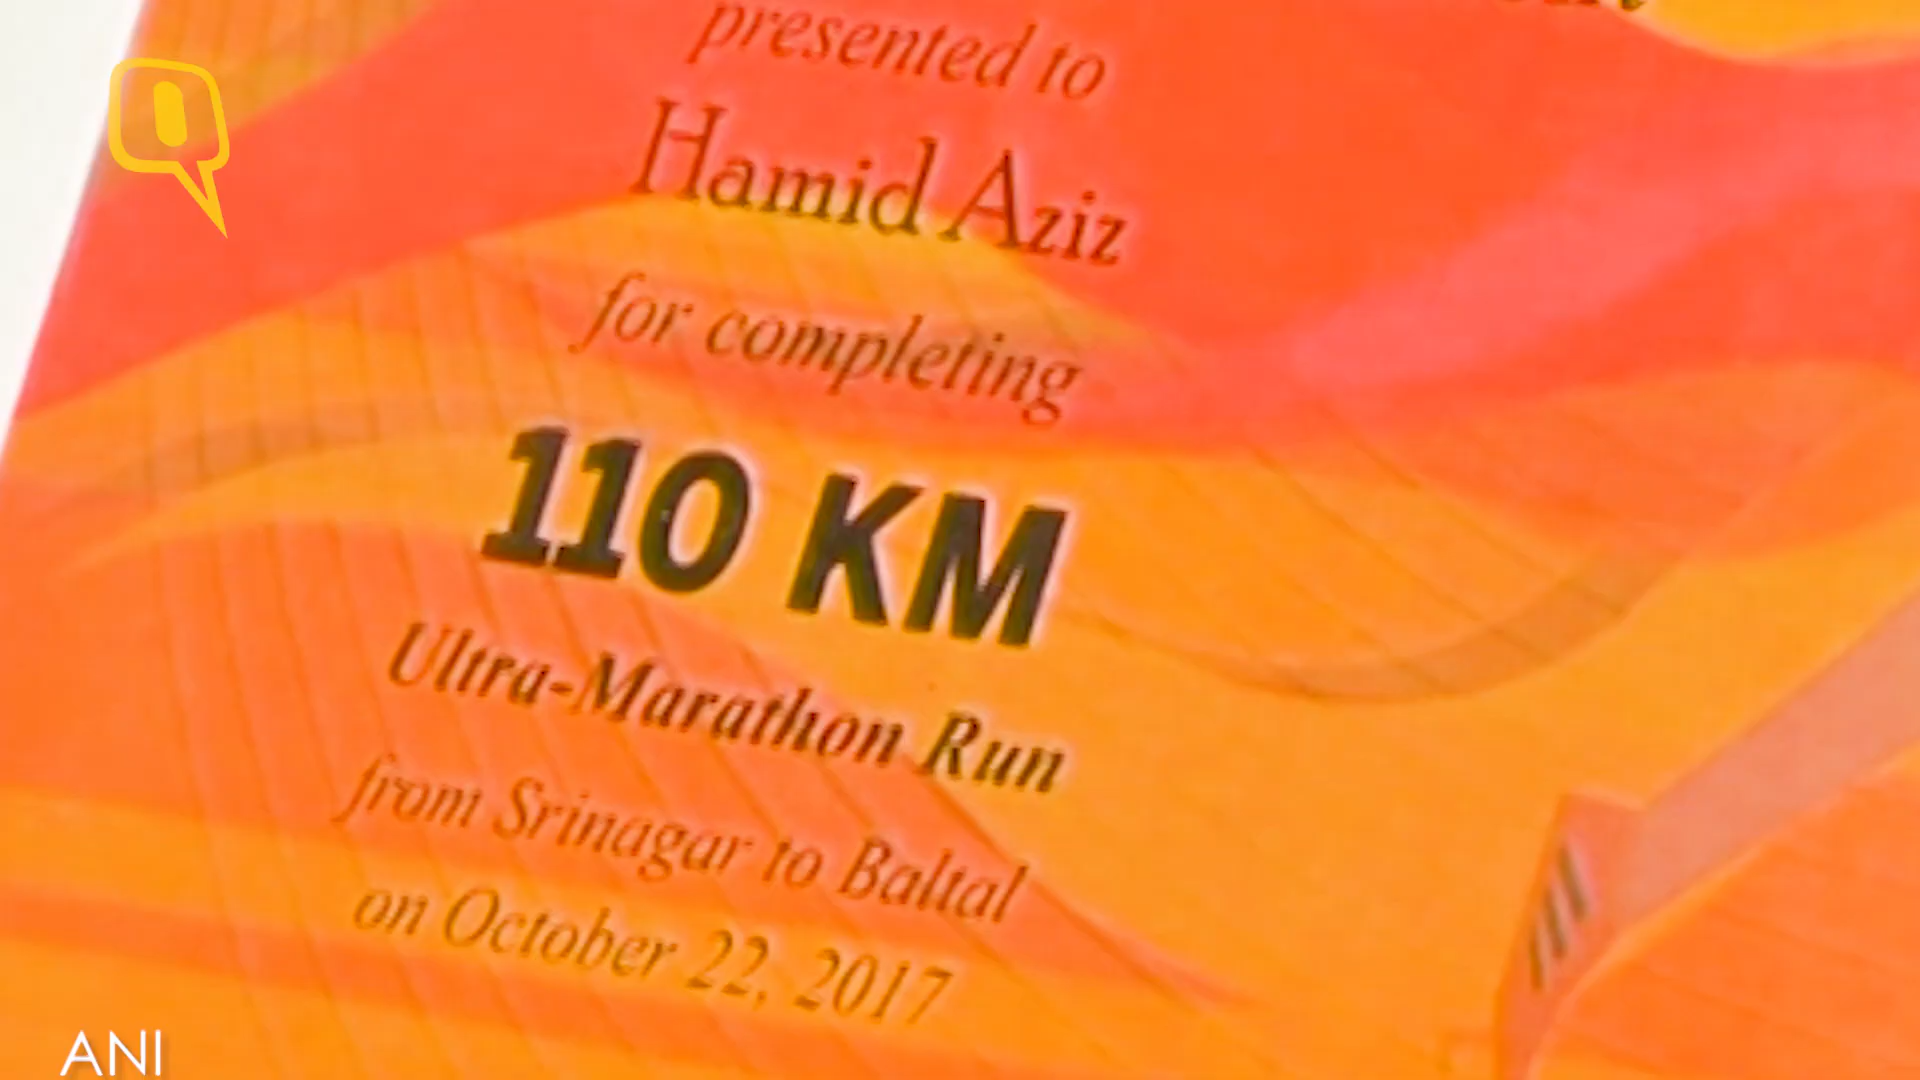 presented to
Hamid Aziz
for completing
110 KM
Ultra-Marathon Run
from Srinagar to Baltal
on October 22, 2017
ANI